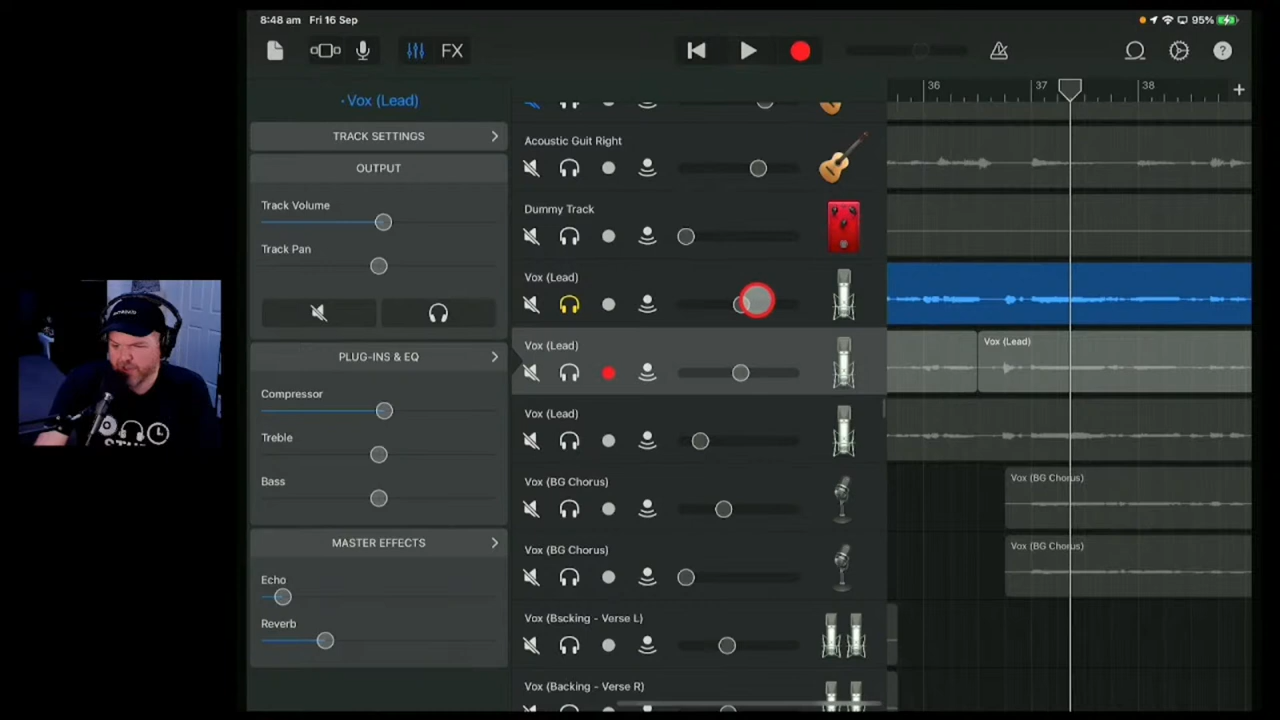 8:48 am Fri 16 Sep
95%
FX
Vox (Lead)
TRACK SETTINGS
OUTPUT
Track Volume
Track Pan
PLUG-INS & EQ
Compressor
Treble
Bass
MASTER EFFECTS
Echo
Reverb
Acoustic Guit Right
Dummy Track
Vox (Lead)
Vox (Lead)
Vox (Lead)
Vox (BG Chorus)
Vox (BG Chorus)
Vox (Bscking - Verse L)
Vox (Backing - Verse R)
36
37
38
+
?
Vox (Lead)
Vox (BG Chorus)
Vox (BG Chorus)